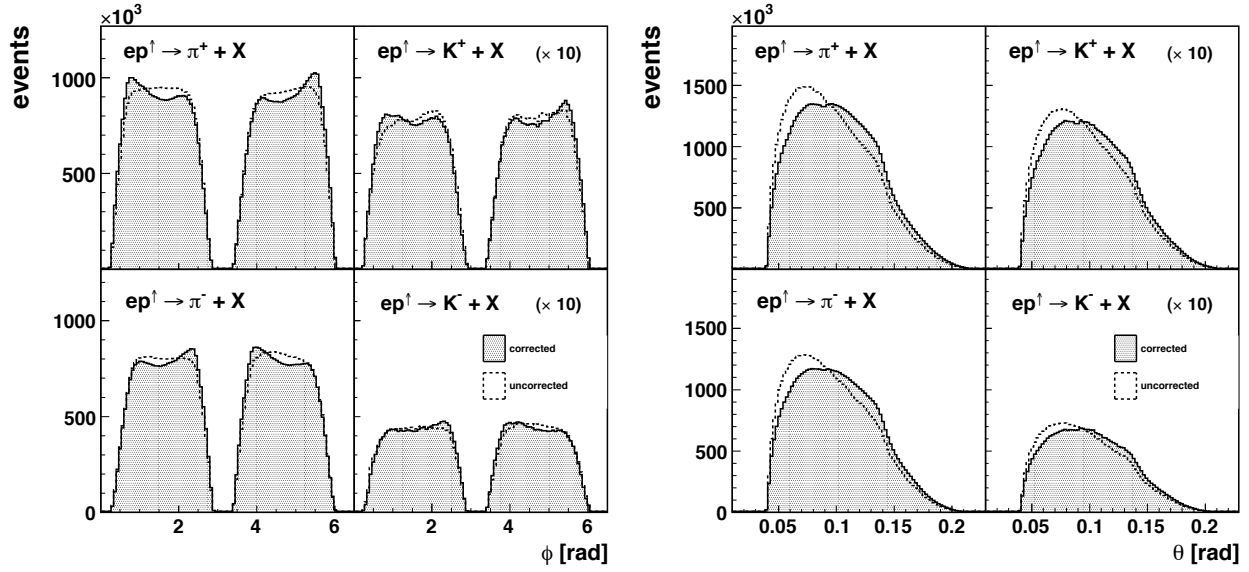 ×10³
events
ep↑ → π⁺ + X
ep↑ → K⁺ + X (× 10)
1000
500
ep↑ → π⁻ + X
ep↑ → K⁻ + X (× 10)
1000
corrected
uncorrected
500
0
2 4 6 2 4 6
ϕ [rad]
×10³
events
ep↑ → π⁺ + X
ep↑ → K⁺ + X (× 10)
1500
1000
500
ep↑ → π⁻ + X
ep↑ → K⁻ + X (× 10)
1500
corrected
1000
uncorrected
500
0
0.05 0.1 0.15 0.2 0.05 0.1 0.15 0.2
θ [rad]